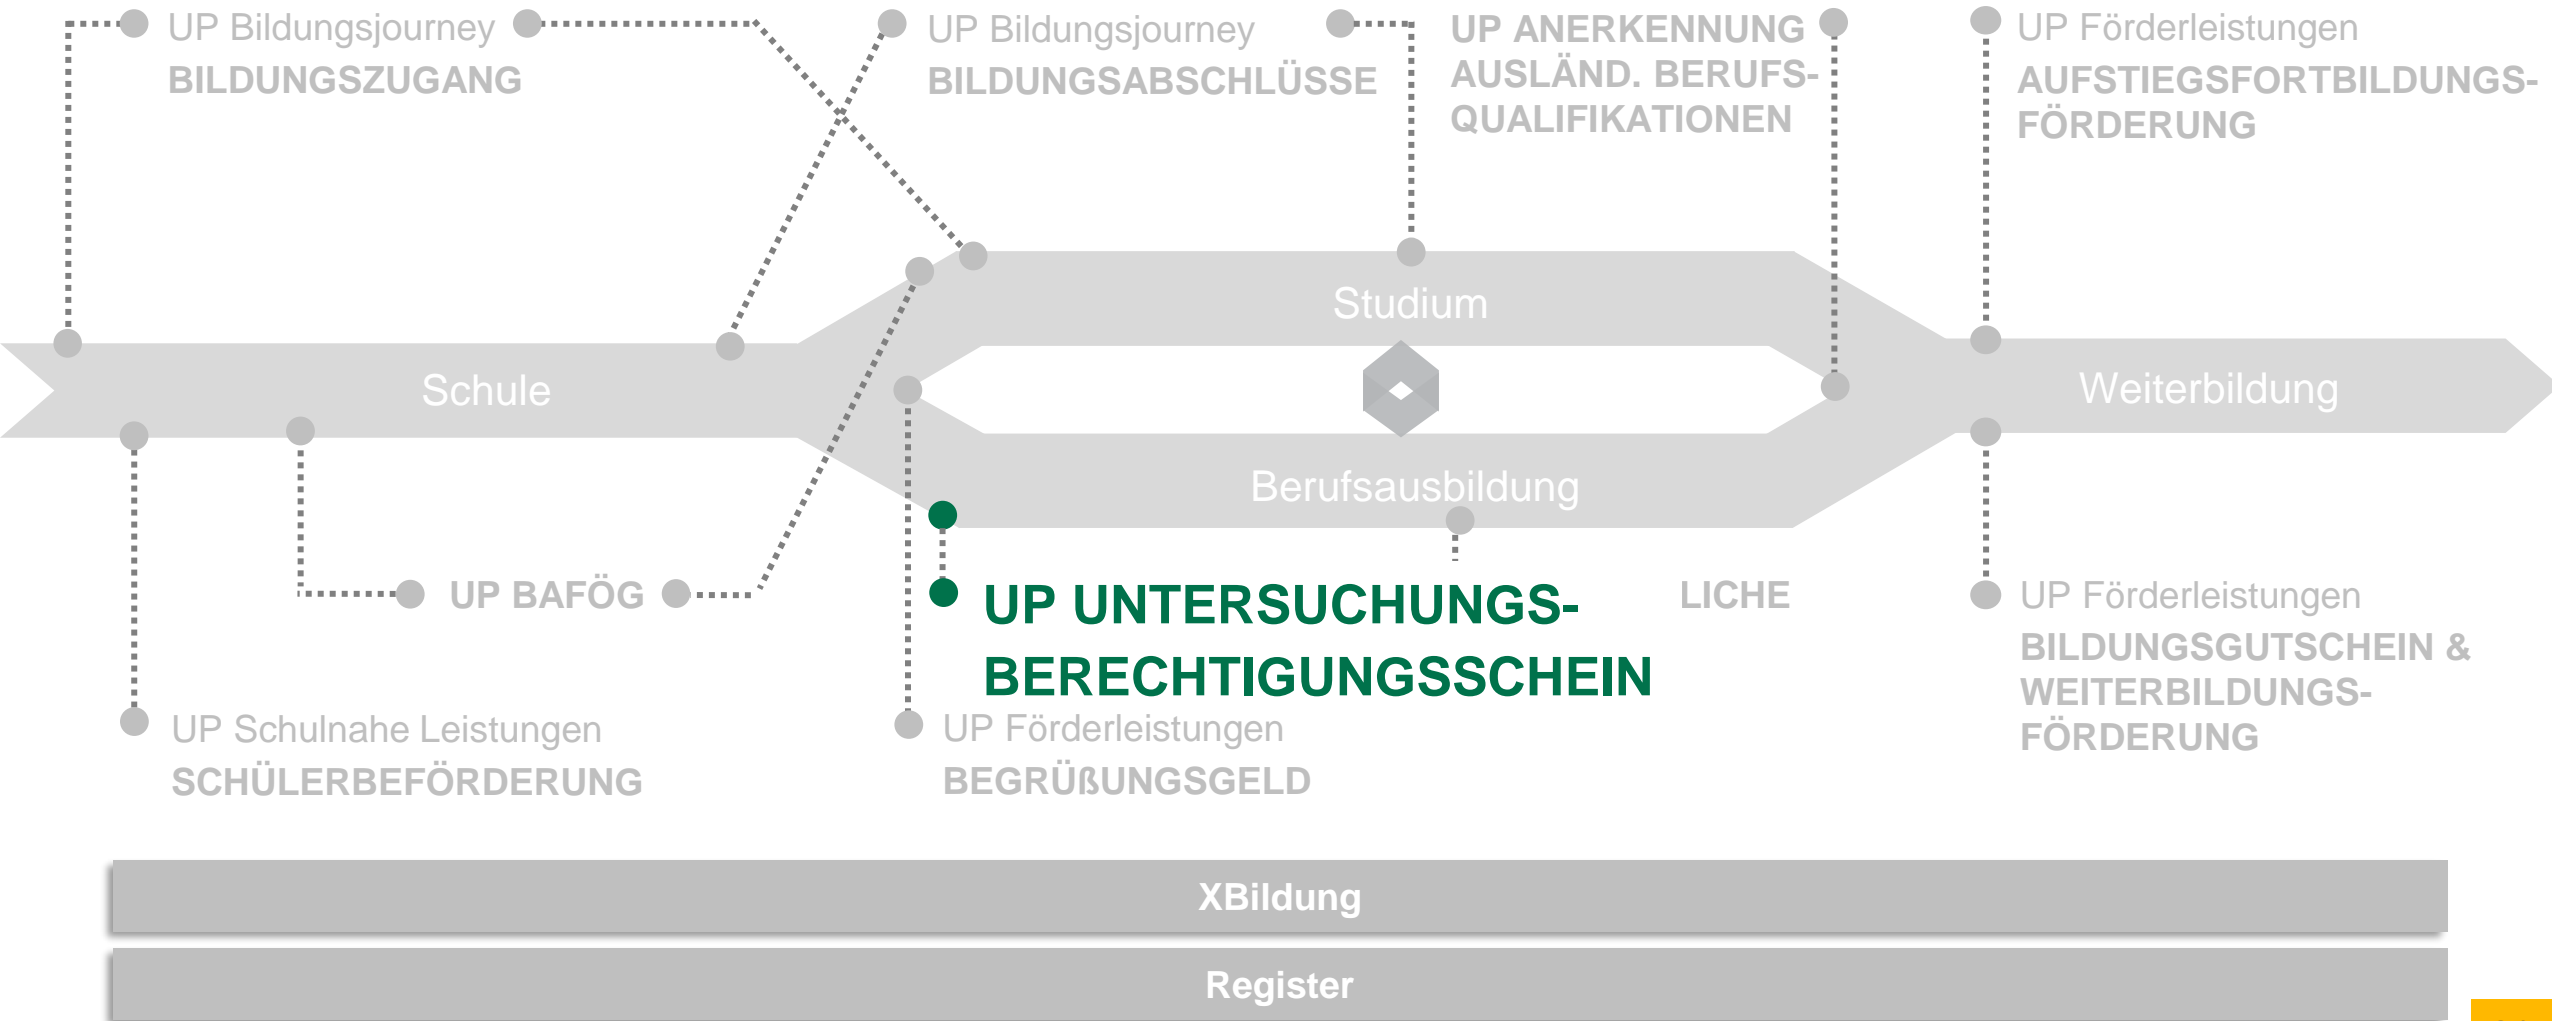 UP Bildungsjourney
BILDUNGSZUGANG
UP Bildungsjourney
BILDUNGSABSCHLÜSSE
UP ANERKENNUNG
AUSLÄND. BERUFS-
QUALIFIKATIONEN
UP Förderleistungen
AUFSTIEGSFORTBILDUNGS-
FÖRDERUNG
Studium
Schule
Weiterbildung
Berufsausbildung
UP BAFÖG
UP UNTERSUCHUNGS-
BERECHTIGUNGSSCHEIN
LICHE
UP Förderleistungen
BILDUNGSGUTSCHEIN &
WEITERBILDUNGS-
FÖRDERUNG
UP Schulnahe Leistungen
SCHÜLERBEFÖRDERUNG
UP Förderleistungen
BEGRÜßUNGSGELD
XBildung
Register